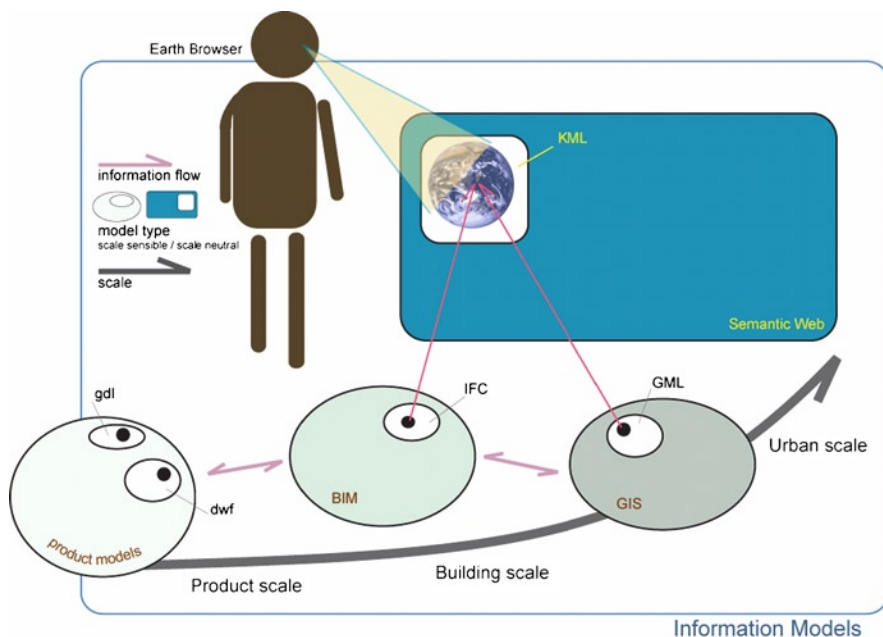 Earth Browser
KML
information flow
model type
scale sensible / scale neutral
scale
Semantic Web
gdl
IFC
GML
Urban scale
dwf
BIM
GIS
product models
Product scale
Building scale
Information Models